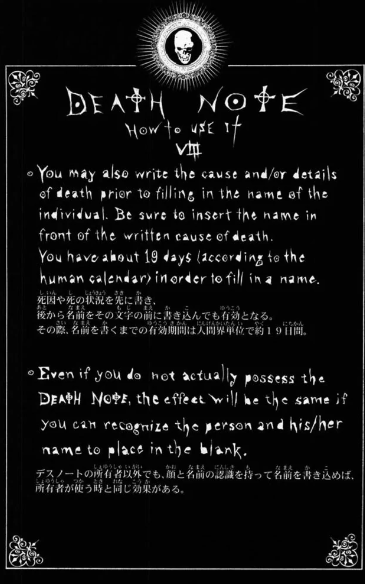 DEATH NOTE
How to use it
VIII
○ You may also write the cause and/or details
of death prior to filling in the name of the
individual. Be sure to insert the name in
front of the written cause of death.
You have about 19 days (according to the
human calendar) in order to fill in a name.
死因や死の状況を先に書き、
後から名前をその文字の前に書き込んでも有効となる。
その際、名前を書くまでの有効期間は人間界単位で約19日間。
○ Even if you do not actually possess the
DEATH NOTE, the effect will be the same if
you can recognize the person and his/her
name to place in the blank.
デスノートの所有者以外でも、顔と名前の認識を持って名前を書き込めば、
所有者が使う時と同じ効果がある。